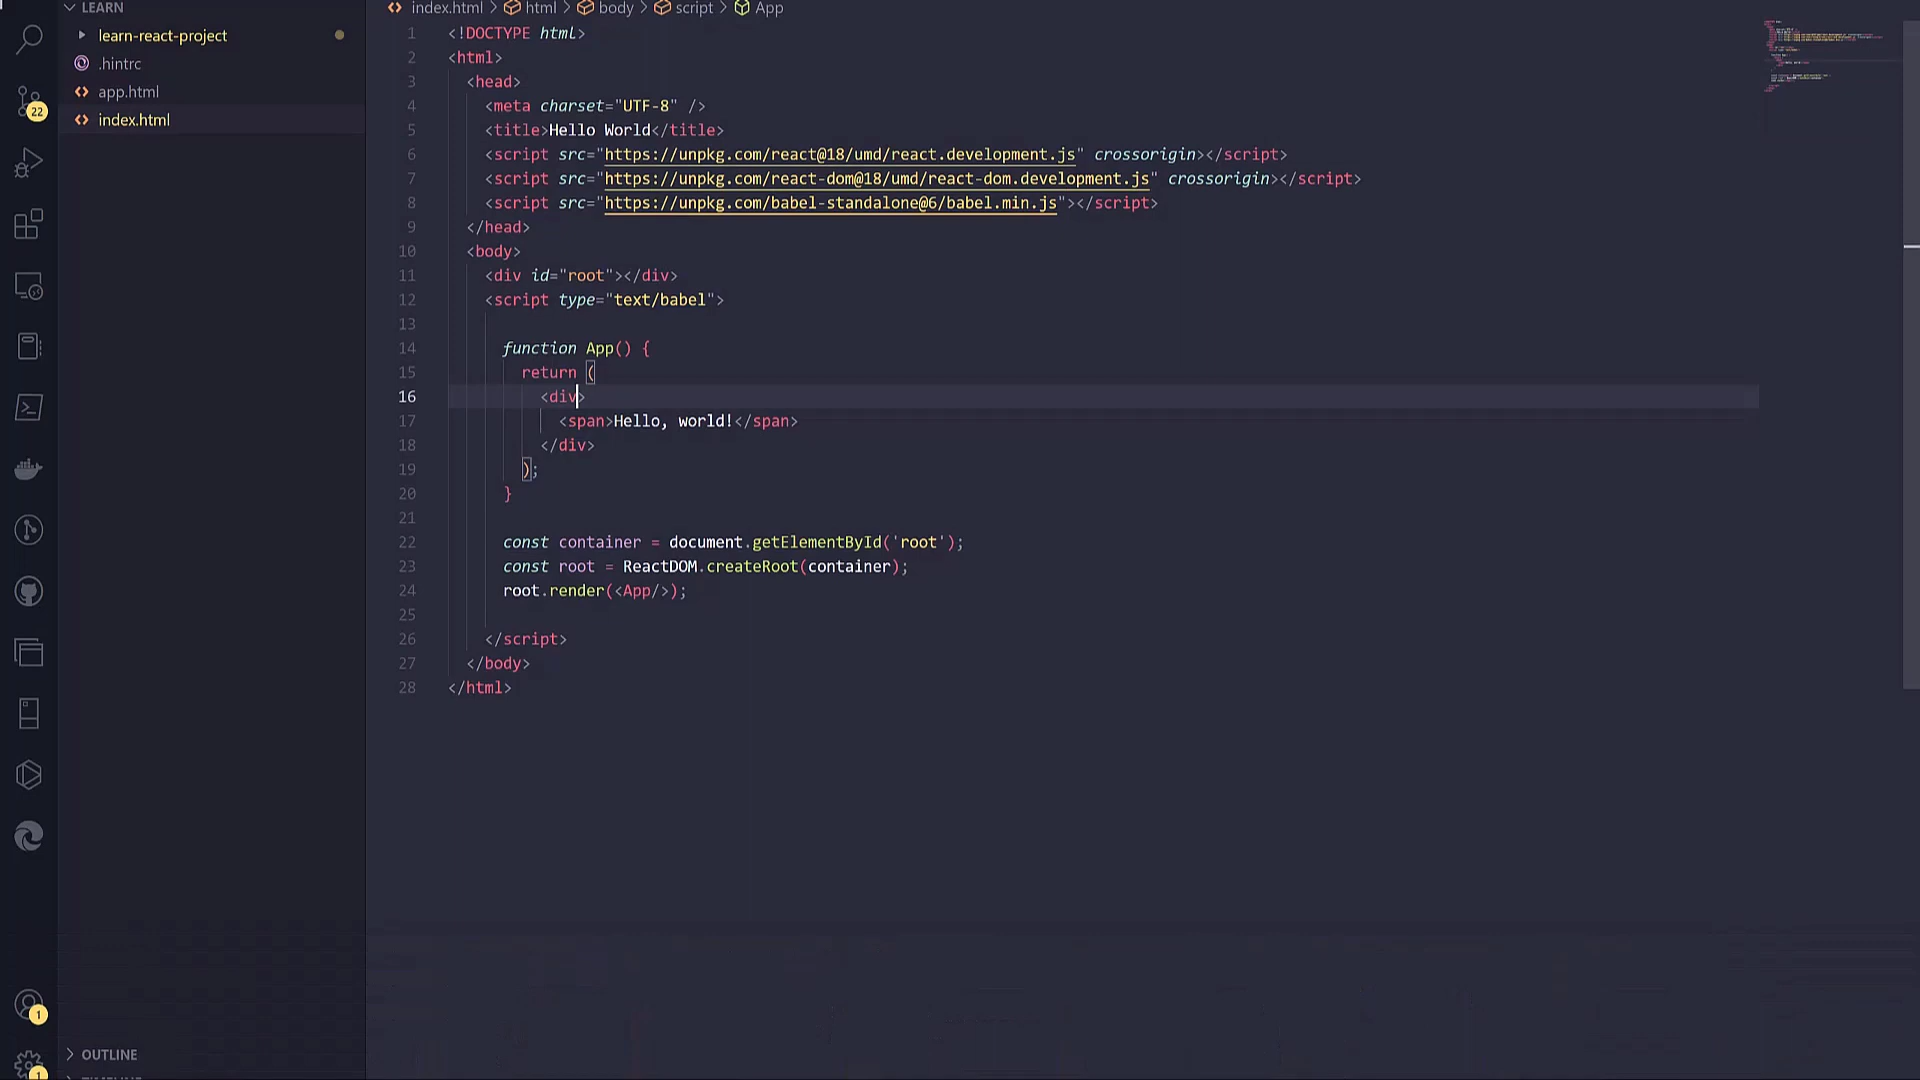 LEARN
learn-react-project
.hintrc
app.html
index.html
22
1
1
OUTLINE
index.html > html > body > script > App
1 <!DOCTYPE html>
2 <html>
3 <head>
4 <meta charset="UTF-8" />
5 <title>Hello World</title>
6 <script src="https://unpkg.com/react@18/umd/react.development.js" crossorigin></script>
7 <script src="https://unpkg.com/react-dom@18/umd/react-dom.development.js" crossorigin></script>
8 <script src="https://unpkg.com/babel-standalone@6/babel.min.js"></script>
9 </head>
10 <body>
11 <div id="root"></div>
12 <script type="text/babel">
13
14 function App() {
15 return (
16 <div>
17 <span>Hello, world!</span>
18 </div>
19 );
20 }
21
22 const container = document.getElementById('root');
23 const root = ReactDOM.createRoot(container);
24 root.render(<App/>);
25
26 </script>
27 </body>
28 </html>